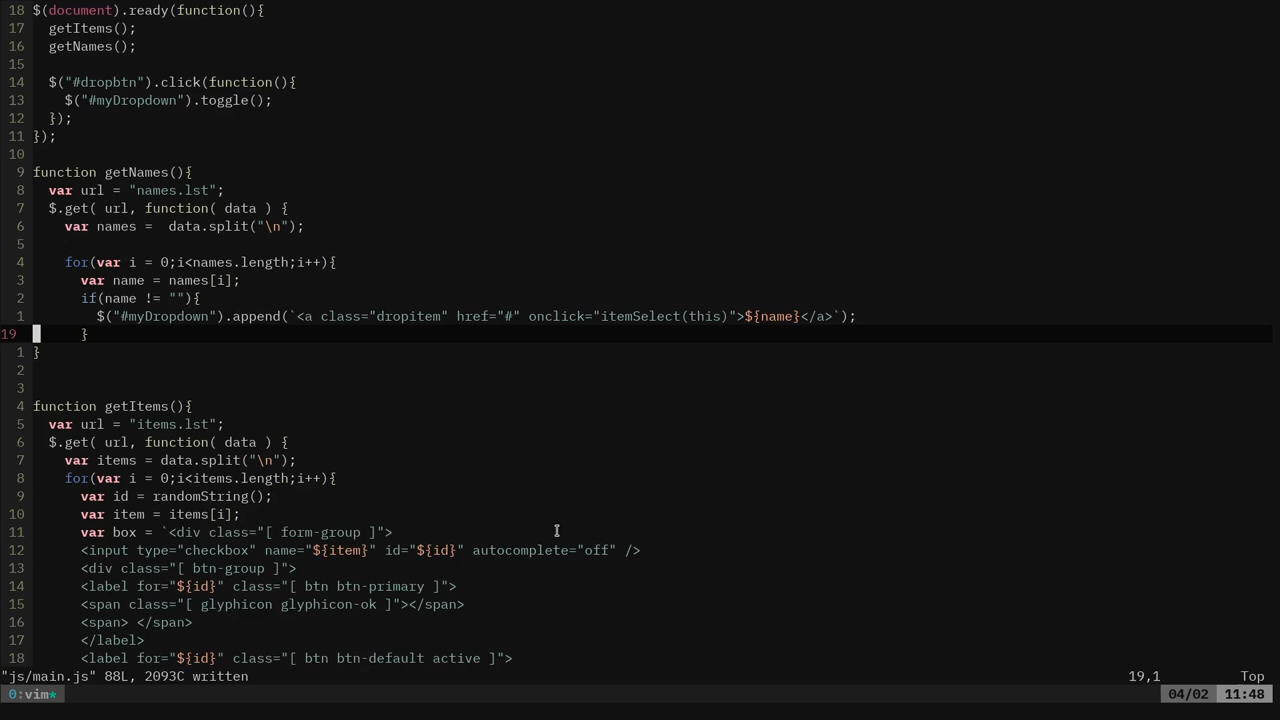 18 $(document).ready(function(){
17   getItems();
16   getNames();
15
14   $("#dropbtn").click(function(){
13     $("#myDropdown").toggle();
12   });
11 });
10
9 function getNames(){
8   var url = "names.lst";
7   $.get( url, function( data ) {
6     var names =  data.split("\n");
5
4     for(var i = 0;i<names.length;i++){
3       var name = names[i];
2       if(name != ""){
1         $("#myDropdown").append(`<a class="dropitem" href="#" onclick="itemSelect(this)">${name}</a>`);
19       }
1 }
2
3
4 function getItems(){
5   var url = "items.lst";
6   $.get( url, function( data ) {
7     var items = data.split("\n");
8     for(var i = 0;i<items.length;i++){
9       var id = randomString();
10       var item = items[i];
11       var box = `<div class="[ form-group ]">
12       <input type="checkbox" name="${item}" id="${id}" autocomplete="off" />
13       <div class="[ btn-group ]">
14       <label for="${id}" class="[ btn btn-primary ]">
15       <span class="[ glyphicon glyphicon-ok ]"></span>
16       <span> </span>
17       </label>
18       <label for="${id}" class="[ btn btn-default active ]">
"js/main.js" 88L, 2093C written 19,1 Top
0:vim* 04/02 11:48